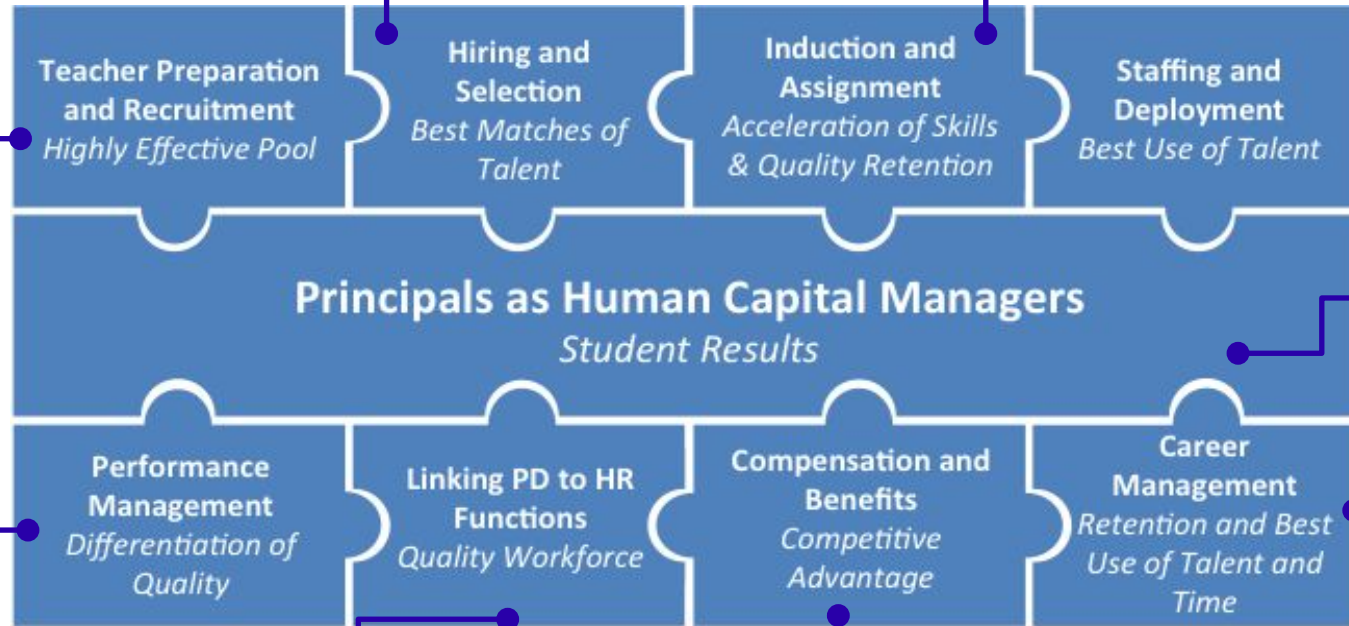 Teacher Preparation
and Recruitment
Highly Effective Pool
Hiring and
Selection
Best Matches of
Talent
Induction and
Assignment
Acceleration of Skills
& Quality Retention
Staffing and
Deployment
Best Use of Talent
Principals as Human Capital Managers
Student Results
Performance
Management
Differentiation of
Quality
Linking PD to HR
Functions
Quality Workforce
Compensation and
Benefits
Competitive
Advantage
Career
Management
Retention and Best
Use of Talent and
Time